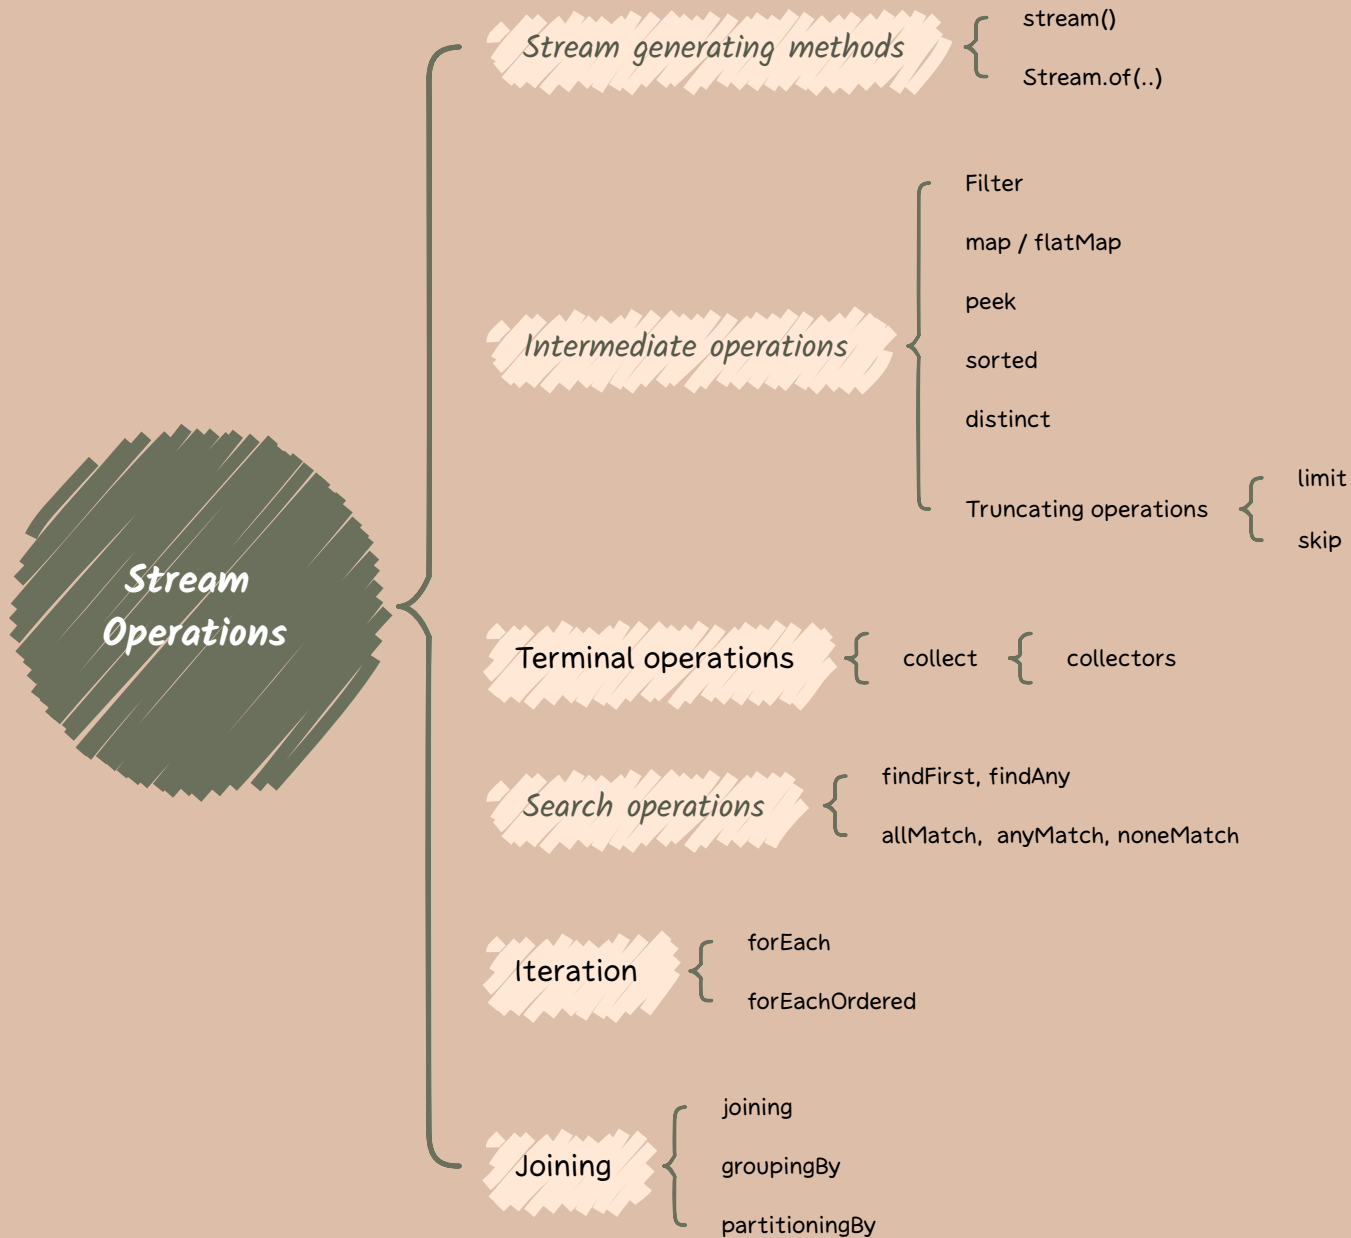 Stream generating methods
stream()
Stream.of(..)
Intermediate operations
Filter
map / flatMap
peek
sorted
distinct
Truncating operations
limit
skip
Stream
Operations
Terminal operations
collect
collectors
Search operations
findFirst, findAny
allMatch,  anyMatch, noneMatch
Iteration
forEach
forEachOrdered
Joining
joining
groupingBy
partitioningBy